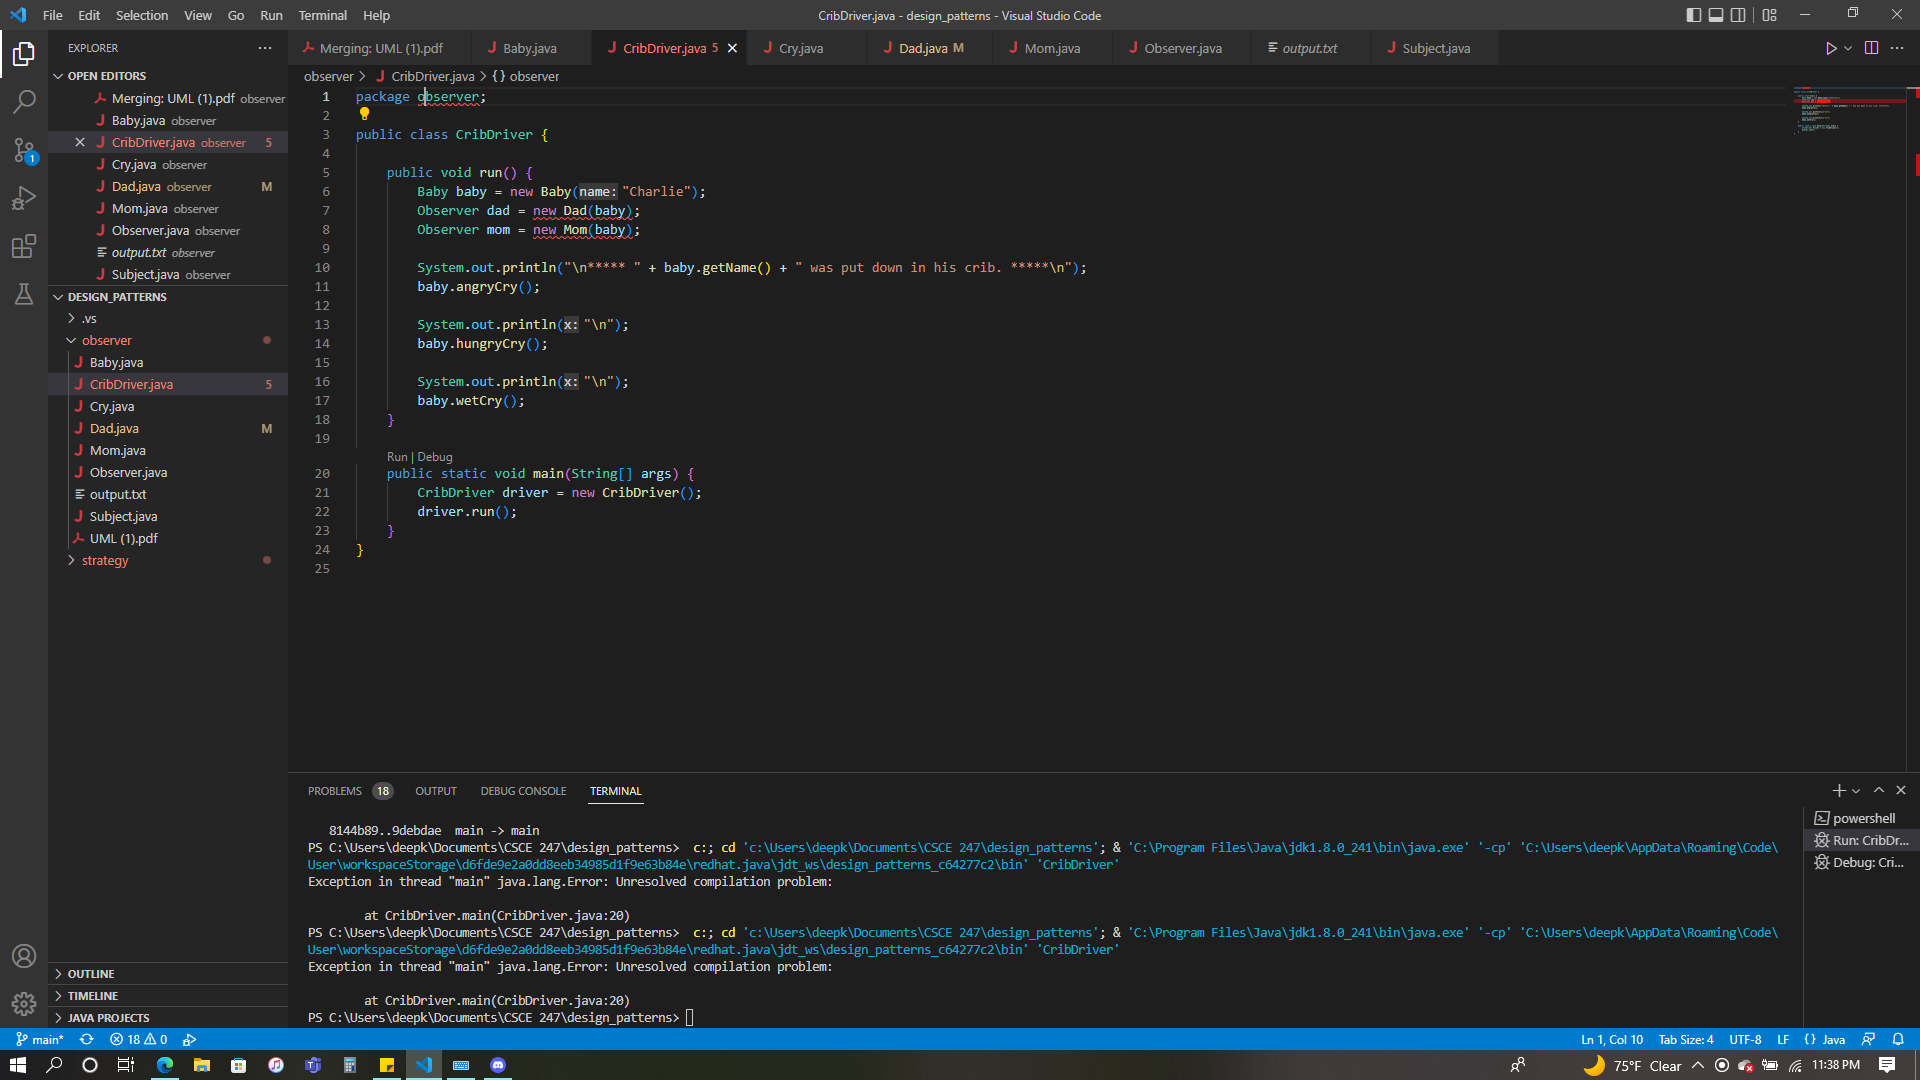 File Edit Selection View Go Run Terminal Help
CribDriver.java - design_patterns - Visual Studio Code
EXPLORER
OPEN EDITORS
Merging: UML (1).pdf observer
Baby.java observer
CribDriver.java observer 5
Cry.java observer
Dad.java observer M
Mom.java observer
Observer.java observer
output.txt observer
Subject.java observer
DESIGN_PATTERNS
.vs
observer
Baby.java
CribDriver.java 5
Cry.java
Dad.java M
Mom.java
Observer.java
output.txt
Subject.java
UML (1).pdf
strategy
OUTLINE
TIMELINE
JAVA PROJECTS
1
Merging: UML (1).pdf Baby.java CribDriver.java 5 Cry.java Dad.java M Mom.java Observer.java output.txt Subject.java
observer > CribDriver.java > {} observer
1 package observer;
2
3 public class CribDriver {
4
5 public void run() {
6 Baby baby = new Baby(name: "Charlie");
7 Observer dad = new Dad(baby);
8 Observer mom = new Mom(baby);
9
10 System.out.println("\n***** " + baby.getName() + " was put down in his crib. *****\n");
11 baby.angryCry();
12
13 System.out.println(x: "\n");
14 baby.hungryCry();
15
16 System.out.println(x: "\n");
17 baby.wetCry();
18 }
19
Run | Debug
20 public static void main(String[] args) {
21 CribDriver driver = new CribDriver();
22 driver.run();
23 }
24 }
25
PROBLEMS 18 OUTPUT DEBUG CONSOLE TERMINAL
8144b89..9debdae main -> main
PS C:\Users\deepk\Documents\CSCE 247\design_patterns> c:; cd 'c:\Users\deepk\Documents\CSCE 247\design_patterns'; & 'C:\Program Files\Java\jdk1.8.0_241\bin\java.exe' '-cp' 'C:\Users\deepk\AppData\Roaming\Code\
User\workspaceStorage\d6fde9e2a0dd8eeb34985d1f9e63b84e\redhat.java\jdt_ws\design_patterns_c64277c2\bin' 'CribDriver'
Exception in thread "main" java.lang.Error: Unresolved compilation problem:
at CribDriver.main(CribDriver.java:20)
PS C:\Users\deepk\Documents\CSCE 247\design_patterns> c:; cd 'c:\Users\deepk\Documents\CSCE 247\design_patterns'; & 'C:\Program Files\Java\jdk1.8.0_241\bin\java.exe' '-cp' 'C:\Users\deepk\AppData\Roaming\Code\
User\workspaceStorage\d6fde9e2a0dd8eeb34985d1f9e63b84e\redhat.java\jdt_ws\design_patterns_c64277c2\bin' 'CribDriver'
Exception in thread "main" java.lang.Error: Unresolved compilation problem:
at CribDriver.main(CribDriver.java:20)
PS C:\Users\deepk\Documents\CSCE 247\design_patterns>
powershell
Run: CribDr...
Debug: Cri...
main* 18 0
Ln 1, Col 10 Tab Size: 4 UTF-8 LF {} Java
75°F Clear 11:38 PM